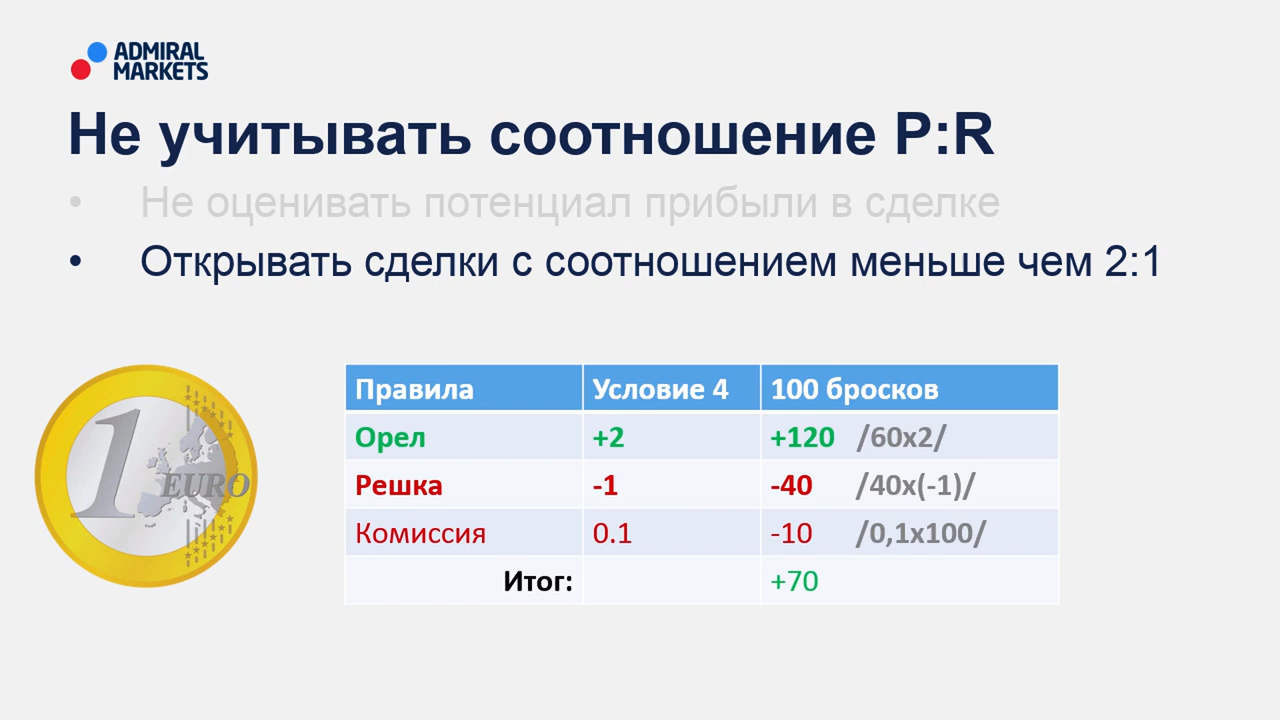 ADMIRAL
MARKETS
Не учитывать соотношение P:R
• Не оценивать потенциал прибыли в сделке
• Открывать сделки с соотношением меньше чем 2:1
1
EURO
Правила Условие 4 100 бросков
Орел +2 +120 /60x2/
Решка -1 -40 /40x(-1)/
Комиссия 0.1 -10 /0,1x100/
Итог: +70